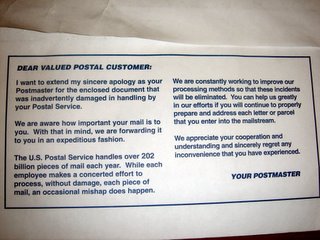 DEAR VALUED POSTAL CUSTOMER:
I want to extend my sincere apology as your
Postmaster for the enclosed document that
was inadvertently damaged in handling by
your Postal Service.
We are aware how important your mail is to
you. With that in mind, we are forwarding it
to you in an expeditious fashion.
The U.S. Postal Service handles over 202
billion pieces of mail each year. While each
employee makes a concerted effort to
process, without damage, each piece of
mail, an occasional mishap does happen.
We are constantly working to improve our
processing methods so that these incidents
will be eliminated. You can help us greatly
in our efforts if you will continue to properly
prepare and address each letter or parcel
that you enter into the mailstream.
We appreciate your cooperation and
understanding and sincerely regret any
inconvenience that you have experienced.
YOUR POSTMASTER